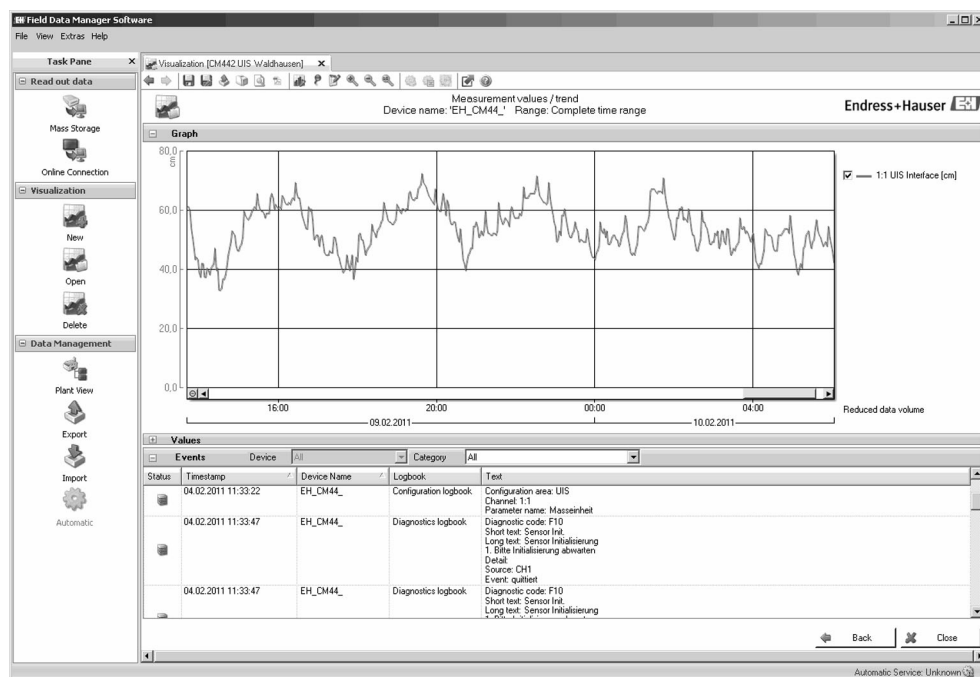 Field Data Manager Software
File View Extras Help
Task Pane X
Visualization [CM442 UIS Waldhausen] X
Read out data
Mass Storage
Online Connection
Visualization
New
Open
Delete
Data Management
Plant View
Export
Import
Automatic
Measurement values / trend
Device name: 'EH_CM44_' Range: Complete time range
Endress+Hauser EH
Graph
80,0
cm
60,0
40,0
20,0
0,0
1:1 UIS Interface [cm]
16:00 20:00 00:00 04:00
09.02.2011 10.02.2011
Reduced data volume
Values
Events Device All Category All
Status Timestamp Device Name Logbook Text
04.02.2011 11:33:22 EH_CM44_ Configuration logbook Configuration area: UIS
Channel: 1:1
Parameter name: Masseinheit
04.02.2011 11:33:47 EH_CM44_ Diagnostics logbook Diagnostic code: F10
Short text: Sensor Init.
Long text: Sensor Initialisierung
1. Bitte Initialisierung abwarten
Detail:
Source: CH1
Event: quittiert
04.02.2011 11:33:47 EH_CM44_ Diagnostics logbook Diagnostic code: F10
Short text: Sensor Init.
Long text: Sensor Initialisierung
Back Close
Automatic Service: Unknown